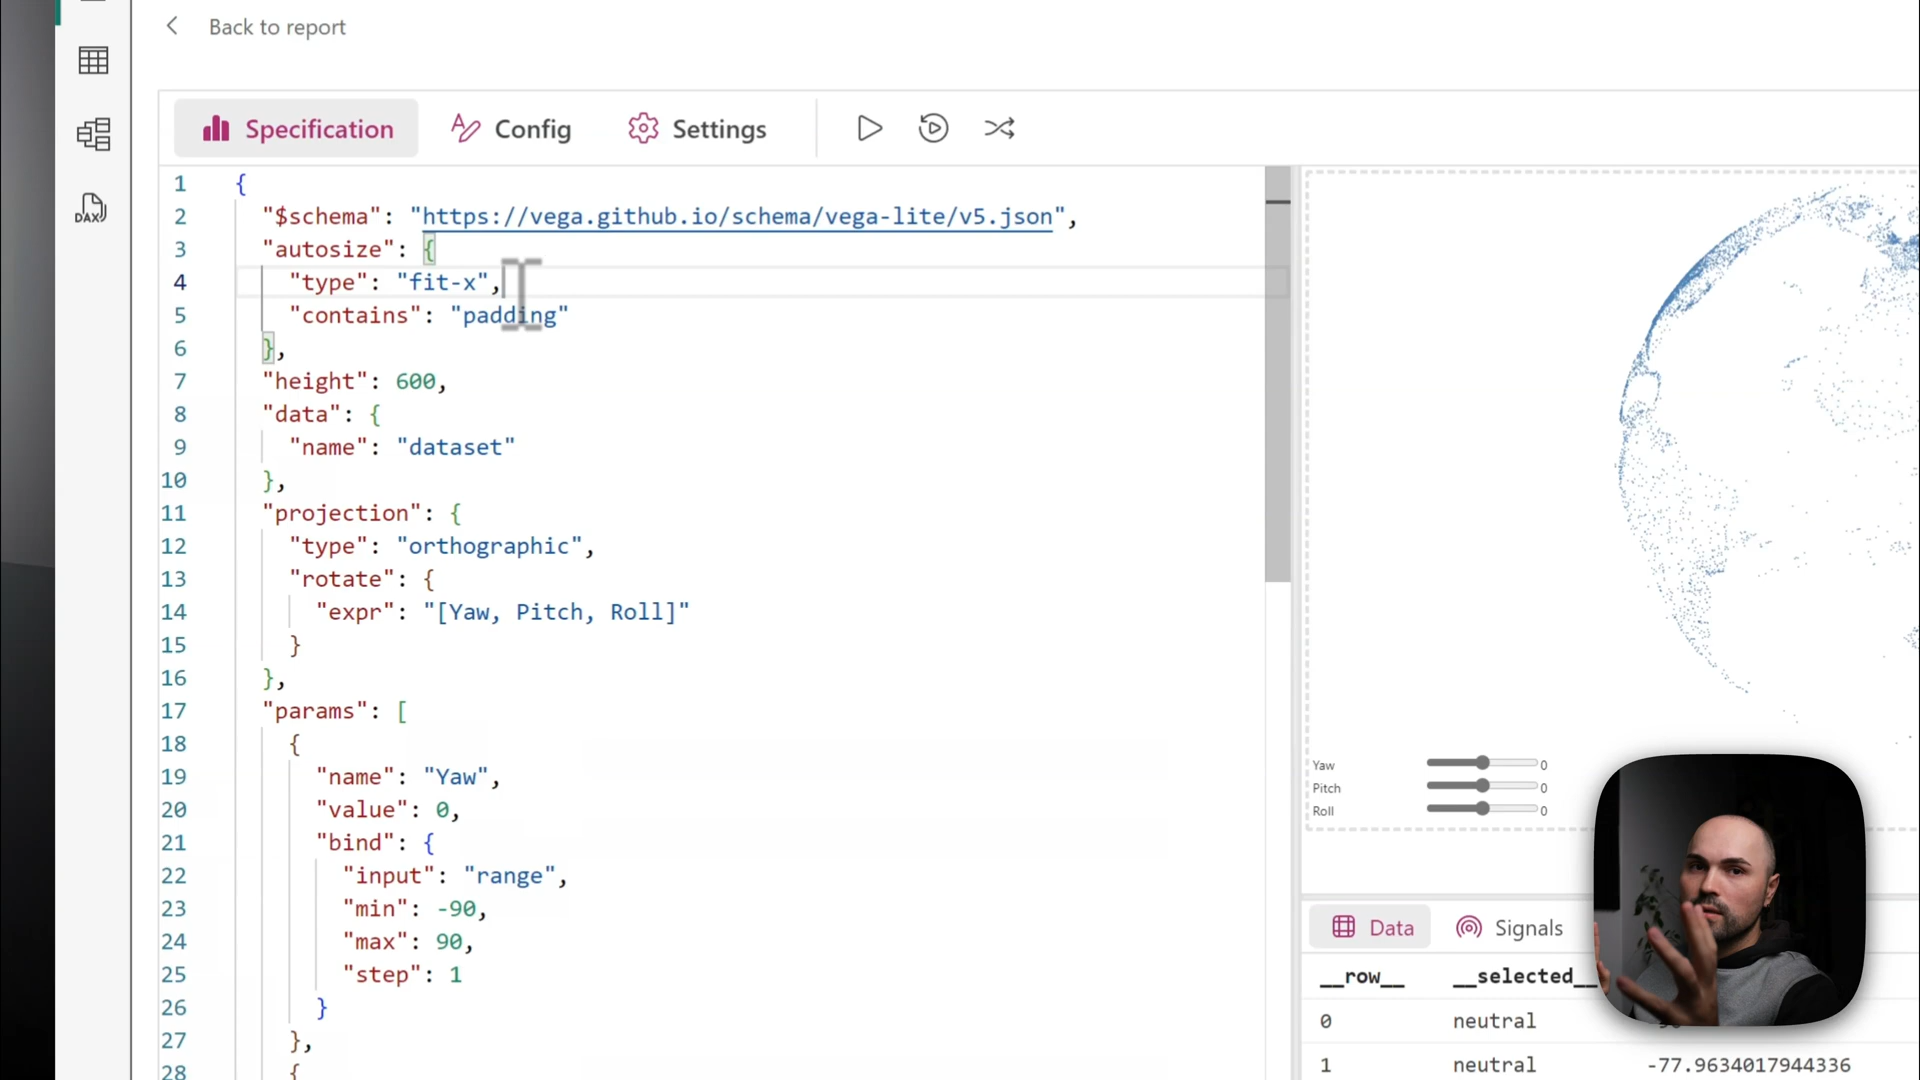 Back to report
Specification Config Settings
DAX
1 {
2 "$schema": "https://vega.github.io/schema/vega-lite/v5.json",
3 "autosize": {
4 "type": "fit-x",
5 "contains": "padding"
6 },
7 "height": 600,
8 "data": {
9 "name": "dataset"
10 },
11 "projection": {
12 "type": "orthographic",
13 "rotate": {
14 "expr": "[Yaw, Pitch, Roll]"
15 }
16 },
17 "params": [
18 {
19 "name": "Yaw",
20 "value": 0,
21 "bind": {
22 "input": "range",
23 "min": -90,
24 "max": 90,
25 "step": 1
26 }
27 },
28 {
Yaw 0
Pitch 0
Roll 0
Data Signals
__row__ __selected__
0 neutral
1 neutral -77.9634017944336